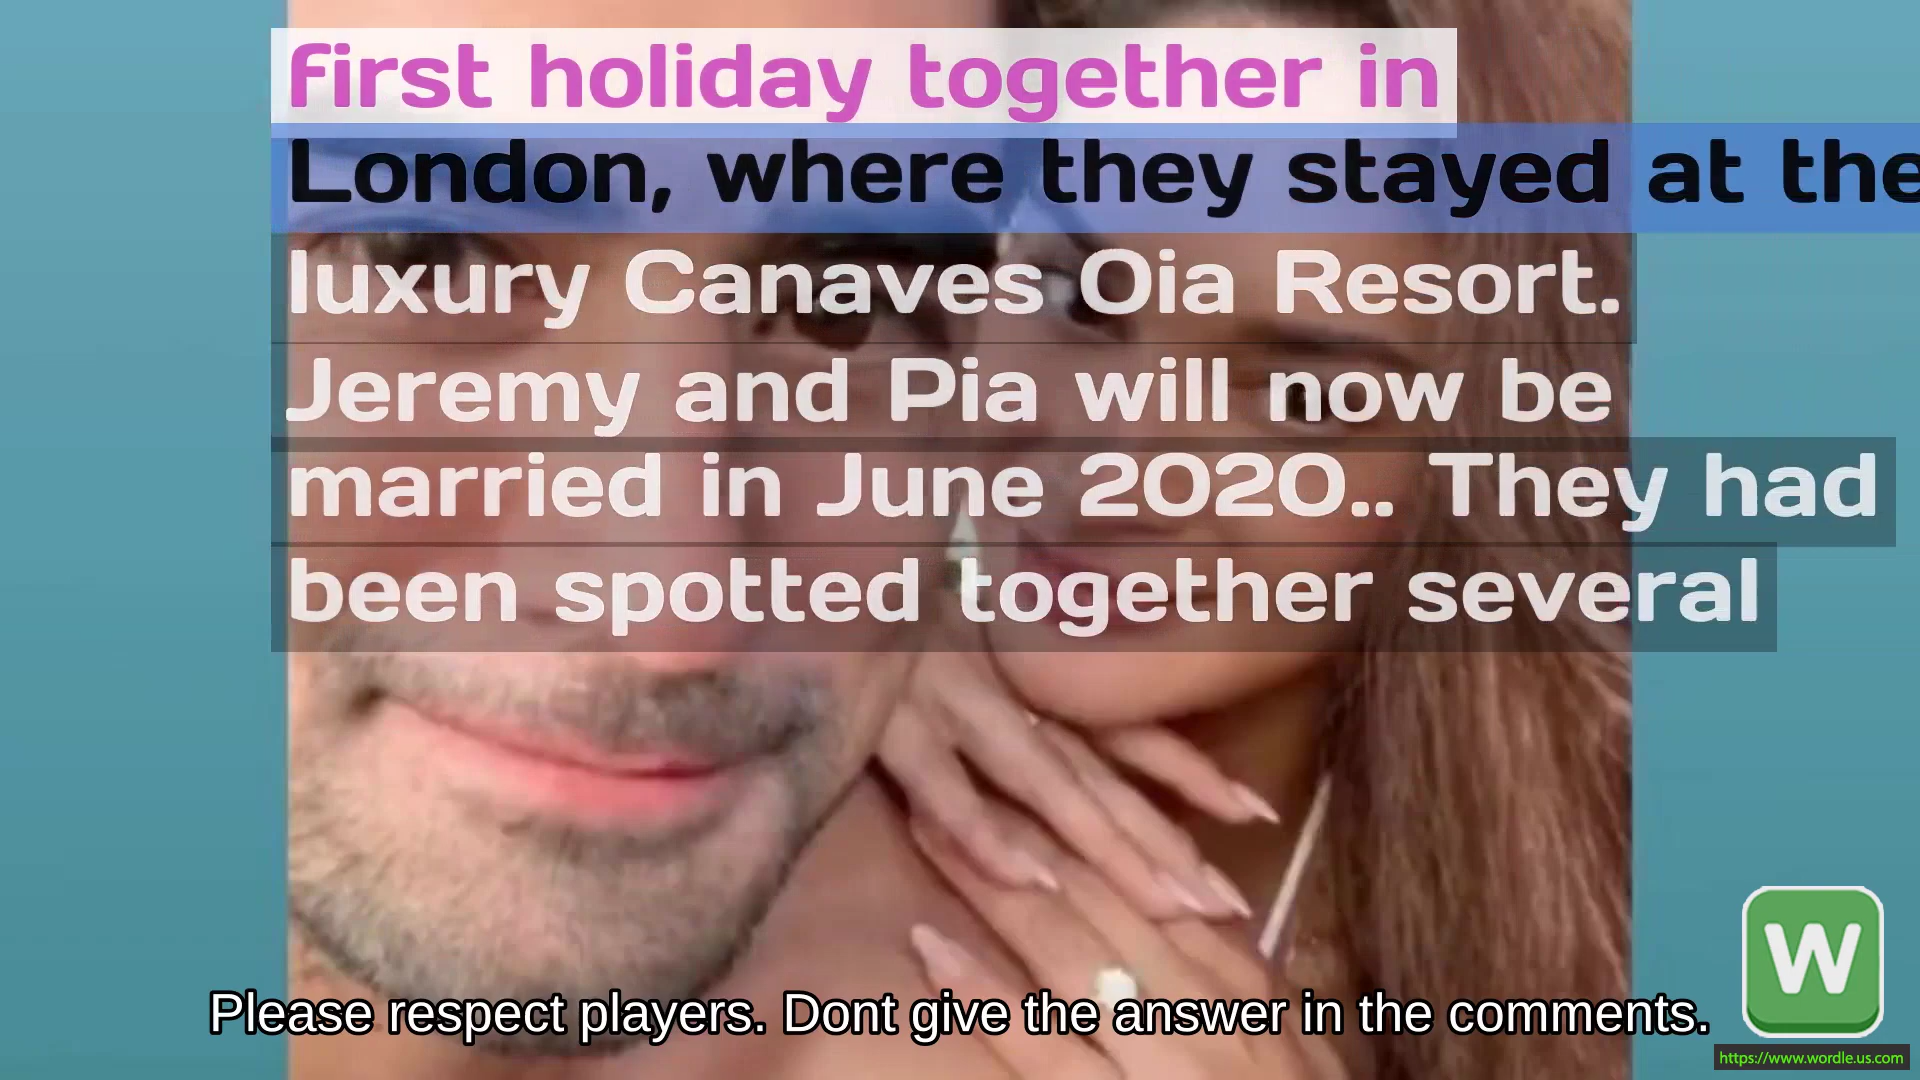 first holiday together in
London, where they stayed at the
luxury Canaves Oia Resort.
Jeremy and Pia will now be
married in June 2020.. They had
been spotted together several
Please respect players. Dont give the answer in the comments.
W
https://www.wordle.us.com